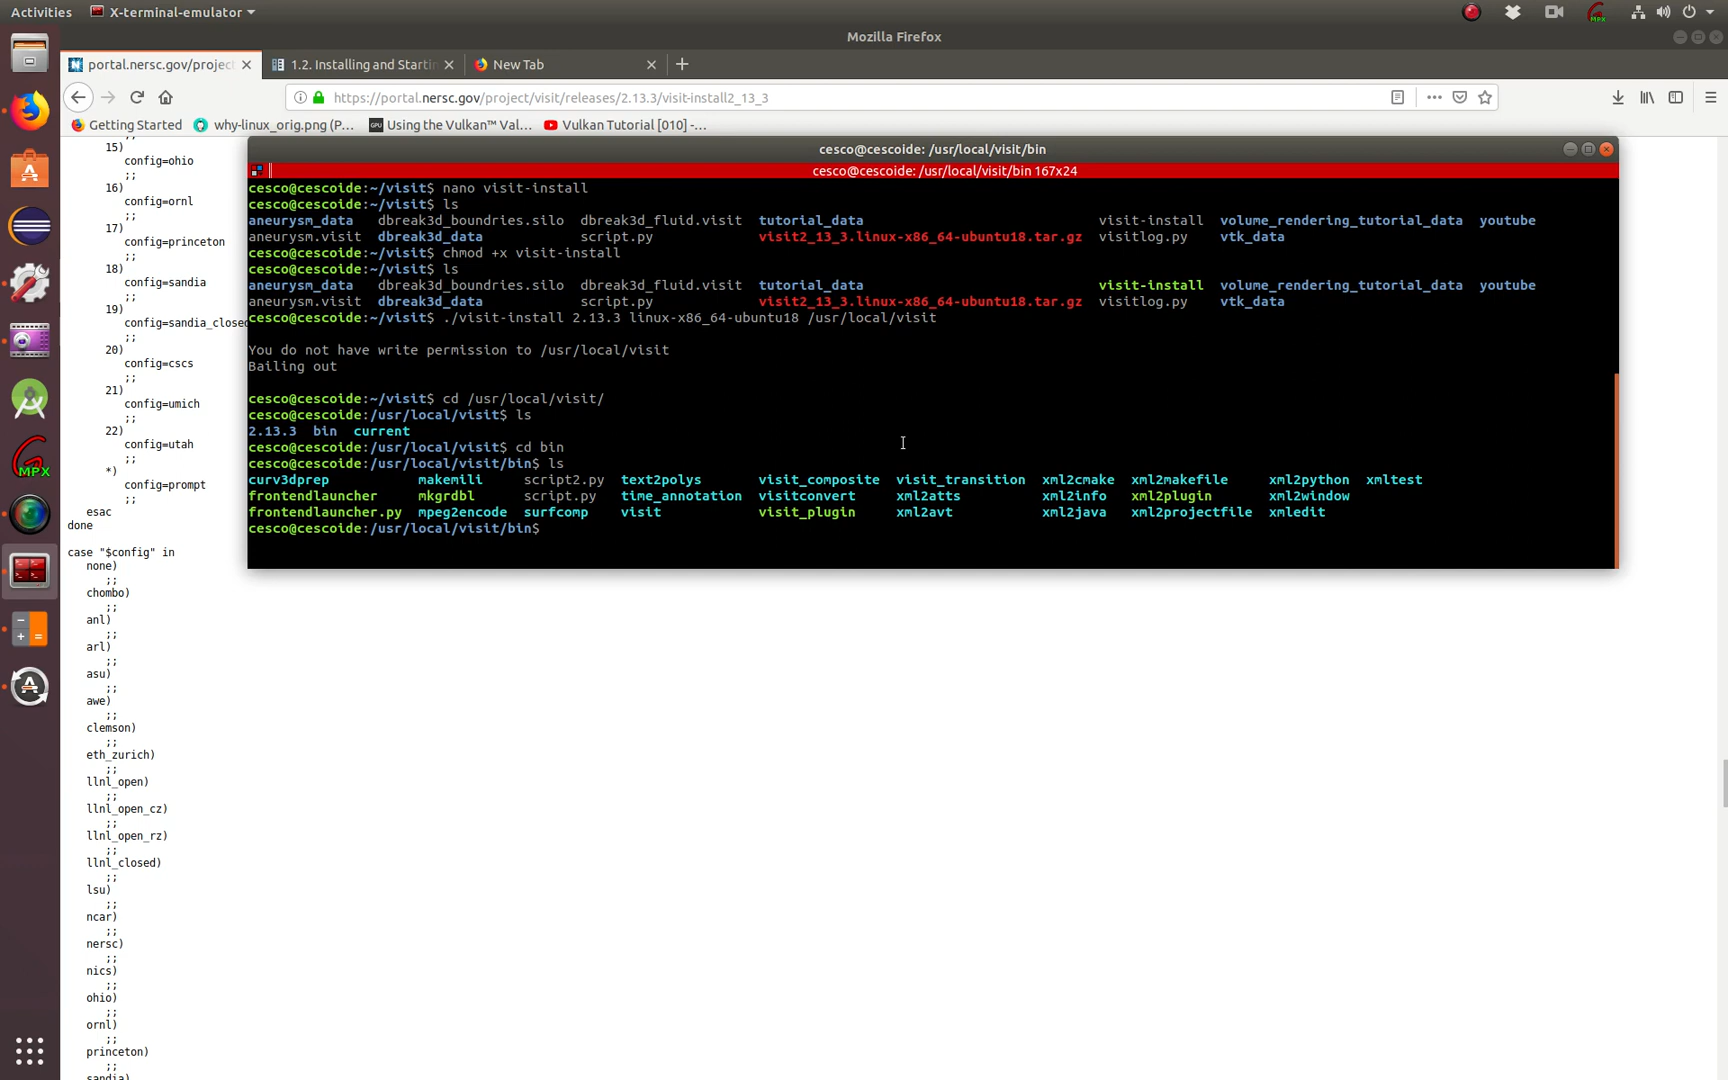 Activities
X-terminal-emulator
Mozilla Firefox
portal.nersc.gov/projec
1.2. Installing and Startin
New Tab
https://portal.nersc.gov/project/visit/releases/2.13.3/visit-install2_13_3
Getting Started
why-linux_orig.png (P…
Using the Vulkan™ Val…
Vulkan Tutorial [010] -…
;;
15)
config=ohio
;;
16)
config=ornl
;;
17)
config=princeton
;;
18)
config=sandia
;;
19)
config=sandia_closed
;;
20)
config=cscs
;;
21)
config=umich
;;
22)
config=utah
;;
*)
config=prompt
;;
esac
done
case "$config" in
none)
;;
chombo)
;;
anl)
;;
arl)
;;
asu)
;;
awe)
;;
clemson)
;;
eth_zurich)
;;
llnl_open)
;;
llnl_open_cz)
;;
llnl_open_rz)
;;
llnl_closed)
;;
lsu)
;;
ncar)
;;
nersc)
;;
nics)
;;
ohio)
;;
ornl)
;;
princeton)
;;
sandia)
cesco@cescoide: /usr/local/visit/bin
cesco@cescoide: /usr/local/visit/bin 167x24
cesco@cescoide:~/visit$ nano visit-install
cesco@cescoide:~/visit$ ls
aneurysm_data dbreak3d_boundries.silo dbreak3d_fluid.visit tutorial_data visit-install volume_rendering_tutorial_data youtube
aneurysm.visit dbreak3d_data script.py visit2_13_3.linux-x86_64-ubuntu18.tar.gz visitlog.py vtk_data
cesco@cescoide:~/visit$ chmod +x visit-install
cesco@cescoide:~/visit$ ls
aneurysm_data dbreak3d_boundries.silo dbreak3d_fluid.visit tutorial_data visit-install volume_rendering_tutorial_data youtube
aneurysm.visit dbreak3d_data script.py visit2_13_3.linux-x86_64-ubuntu18.tar.gz visitlog.py vtk_data
cesco@cescoide:~/visit$ ./visit-install 2.13.3 linux-x86_64-ubuntu18 /usr/local/visit
You do not have write permission to /usr/local/visit
Bailing out
cesco@cescoide:~/visit$ cd /usr/local/visit/
cesco@cescoide:/usr/local/visit$ ls
2.13.3 bin current
cesco@cescoide:/usr/local/visit$ cd bin
cesco@cescoide:/usr/local/visit/bin$ ls
curv3dprep makemili script2.py text2polys visit_composite visit_transition xml2cmake xml2makefile xml2python xmltest
frontendlauncher mkgrdbl script.py time_annotation visitconvert xml2atts xml2info xml2plugin xml2window
frontendlauncher.py mpeg2encode surfcomp visit visit_plugin xml2avt xml2java xml2projectfile xmledit
cesco@cescoide:/usr/local/visit/bin$
MPX